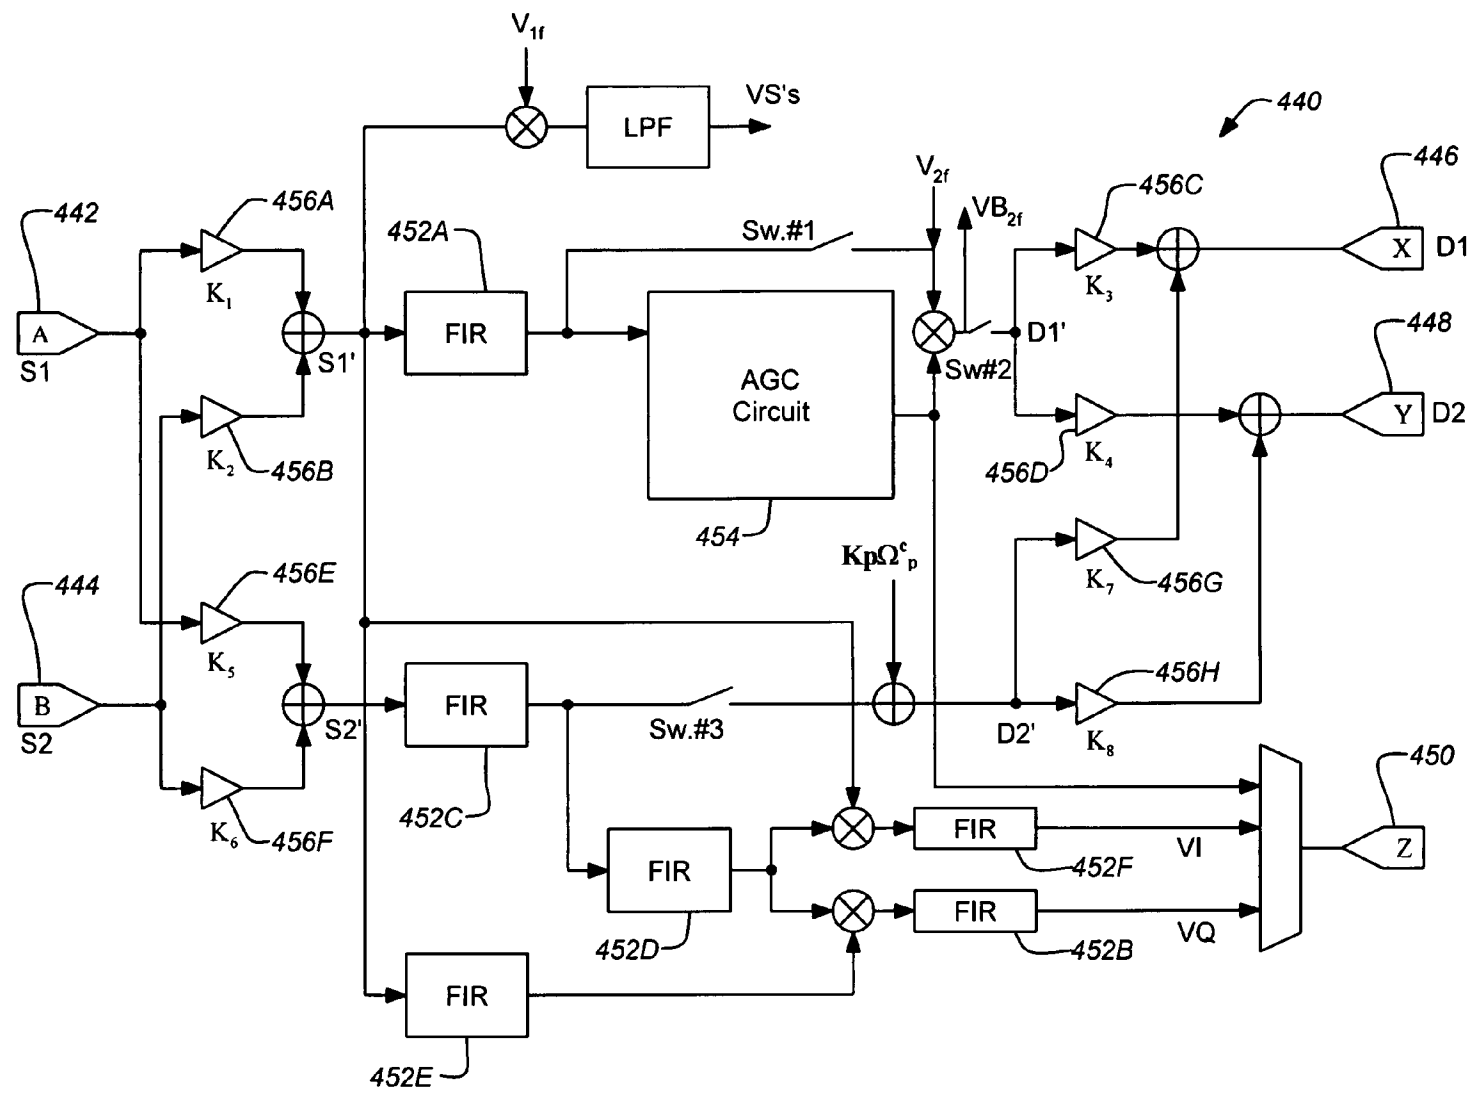 V1f
VS's
LPF
440
446
V2f
456C
456A
442
452A
VB2f
Sw.#1
X
D1
K1
K3
FIR
448
A
S1'
D1'
S1
Sw#2
AGC
Circuit
Y
D2
K2
456B
456D
K4
454
KpΩcp
456E
444
K7
456G
K5
456H
FIR
B
S2'
Sw.#3
D2'
S2
K8
450
452C
K6
456F
FIR
VI
Z
FIR
452F
FIR
452D
452B
VQ
FIR
452E